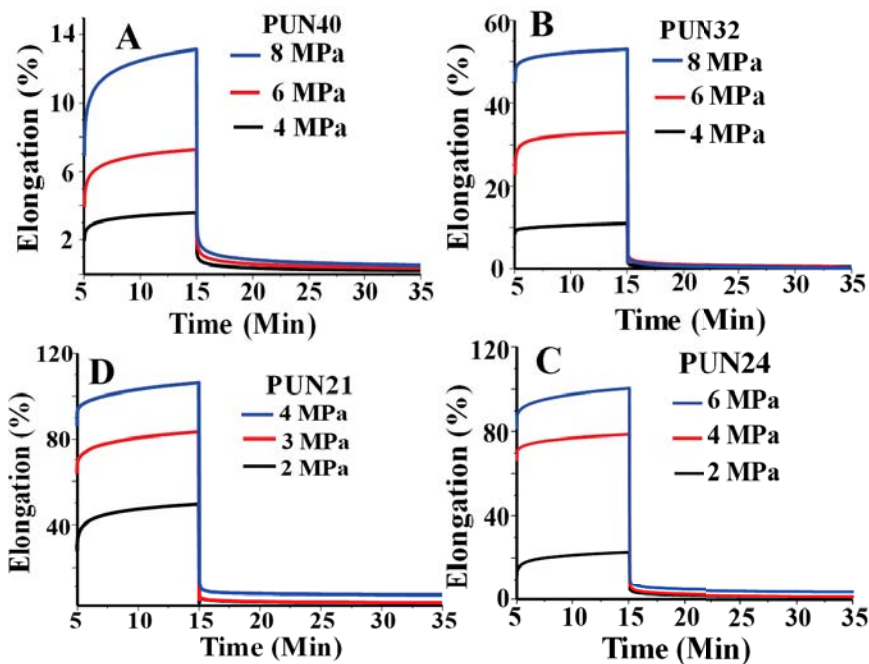 A
PUN40
8 MPa
6 MPa
4 MPa
Elongation (%)
14
10
6
2
5
10
15
25
35
Time (Min)
B
PUN32
8 MPa
6 MPa
4 MPa
Elongation (%)
60
40
20
0
5
10
15
20
25
30
35
Time (Min)
D
PUN21
4 MPa
3 MPa
2 MPa
Elongation (%)
120
80
40
5
10
15
20
25
30
35
Time (Min)
C
PUN24
6 MPa
4 MPa
2 MPa
Elongation (%)
120
80
40
0
5
10
15
20
25
30
35
Time (Min)